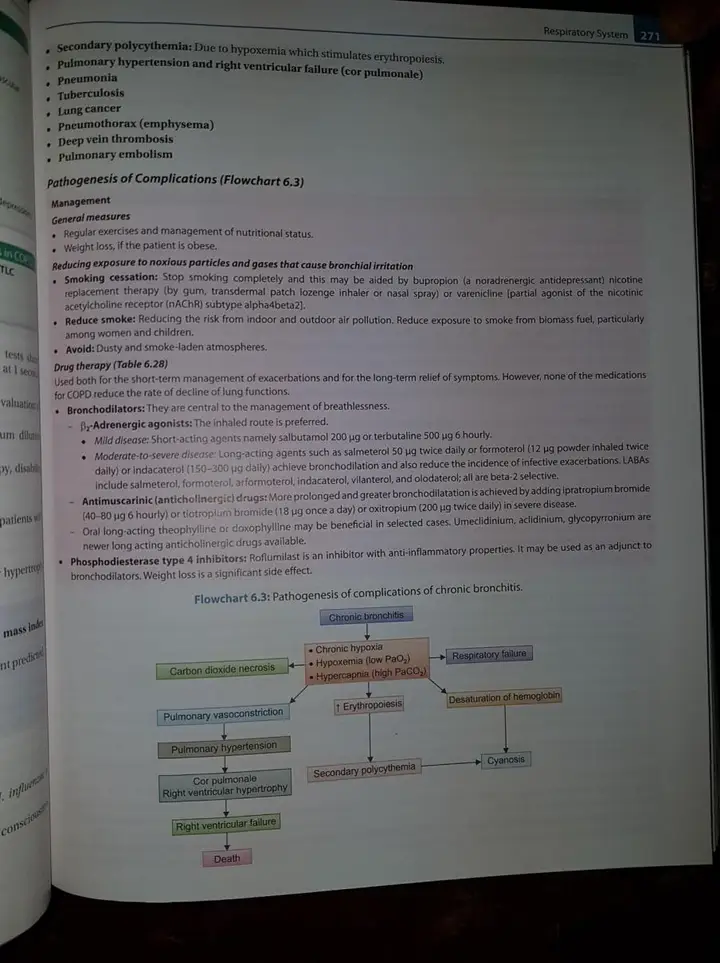 Respiratory System 271
• Secondary polycythemia: Due to hypoxemia which stimulates erythropoiesis.
• Pulmonary hypertension and right ventricular failure (cor pulmonale)
• Pneumonia
• Tuberculosis
• Lung cancer
• Pneumothorax (emphysema)
• Deep vein thrombosis
• Pulmonary embolism
Pathogenesis of Complications (Flowchart 6.3)
Management
General measures
• Regular exercises and management of nutritional status.
• Weight loss, if the patient is obese.
Reducing exposure to noxious particles and gases that cause bronchial irritation
• Smoking cessation: Stop smoking completely and this may be aided by bupropion (a noradrenergic antidepressant) nicotine
replacement therapy (by gum, transdermal patch lozenge inhaler or nasal spray) or varenicline [partial agonist of the nicotinic
acetylcholine receptor (nAChR) subtype alpha4beta2].
• Reduce smoke: Reducing the risk from indoor and outdoor air pollution. Reduce exposure to smoke from biomass fuel, particularly
among women and children.
• Avoid: Dusty and smoke-laden atmospheres.
Drug therapy (Table 6.28)
Used both for the short-term management of exacerbations and for the long-term relief of symptoms. However, none of the medications
for COPD reduce the rate of decline of lung functions.
• Bronchodilators: They are central to the management of breathlessness.
– β₂-Adrenergic agonists: The inhaled route is preferred.
• Mild disease: Short-acting agents namely salbutamol 200 µg or terbutaline 500 µg 6 hourly.
• Moderate-to-severe disease: Long-acting agents such as salmeterol 50 µg twice daily or formoterol (12 µg powder inhaled twice
daily) or indacaterol (150–300 µg daily) achieve bronchodilation and also reduce the incidence of infective exacerbations. LABAs
include salmeterol, formoterol, arformoterol, indacaterol, vilanterol, and olodaterol; all are beta-2 selective.
– Antimuscarinic (anticholinergic) drugs: More prolonged and greater bronchodilatation is achieved by adding ipratropium bromide
(40–80 µg 6 hourly) or tiotropium bromide (18 µg once a day) or oxitropium (200 µg twice daily) in severe disease.
– Oral long-acting theophylline or doxophylline may be beneficial in selected cases. Umeclidinium, aclidinium, glycopyrronium are
newer long acting anticholinergic drugs available.
• Phosphodiesterase type 4 inhibitors: Roflumilast is an inhibitor with anti-inflammatory properties. It may be used as an adjunct to
bronchodilators. Weight loss is a significant side effect.
Flowchart 6.3: Pathogenesis of complications of chronic bronchitis.
Chronic bronchitis
• Chronic hypoxia
• Hypoxemia (low PaO₂)
• Hypercapnia (high PaCO₂)
Respiratory failure
Carbon dioxide necrosis
Desaturation of hemoglobin
↑ Erythropoiesis
Pulmonary vasoconstriction
Pulmonary hypertension
Cyanosis
Secondary polycythemia
Cor pulmonale
Right ventricular hypertrophy
Right ventricular failure
Death
TLC
tests
at 1
patients
mass index